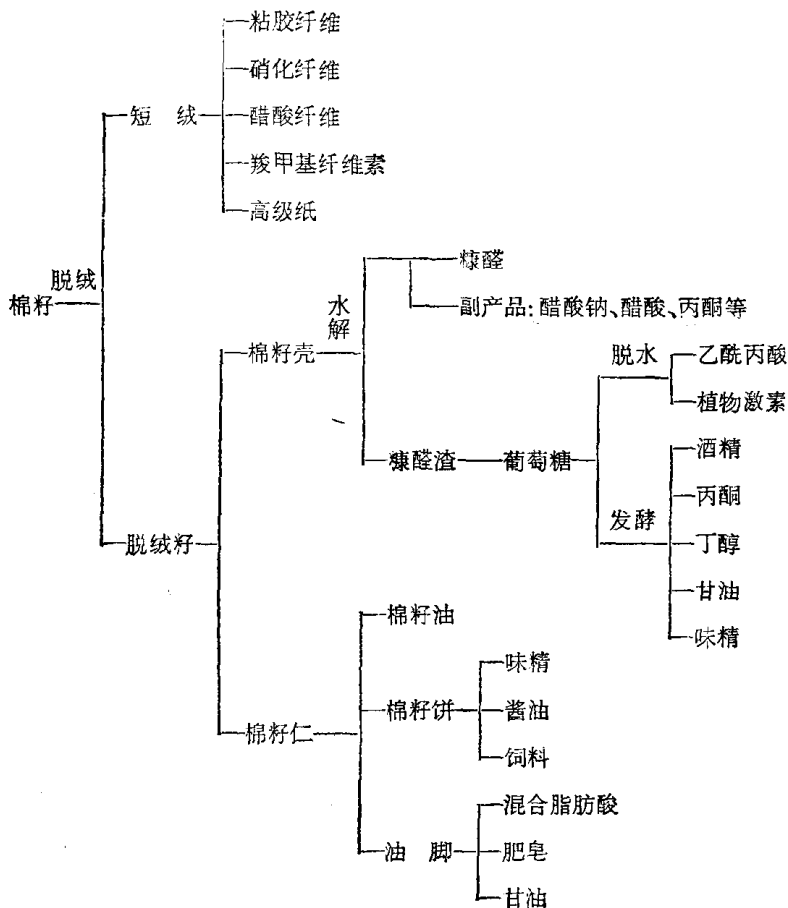 粘胶纤维
硝化纤维
短 绒
醋酸纤维
羧甲基纤维素
高级纸
脱绒
棉籽
糠醛
水解
副产品：醋酸钠、醋酸、丙酮等
棉籽壳
脱水
乙酰丙酸
植物激素
糠醛渣
葡萄糖
酒精
丙酮
发酵
丁醇
甘油
味精
脱绒籽
棉籽油
味精
棉籽仁
棉籽饼
酱油
饲料
混合脂肪酸
油 脚
肥皂
甘油